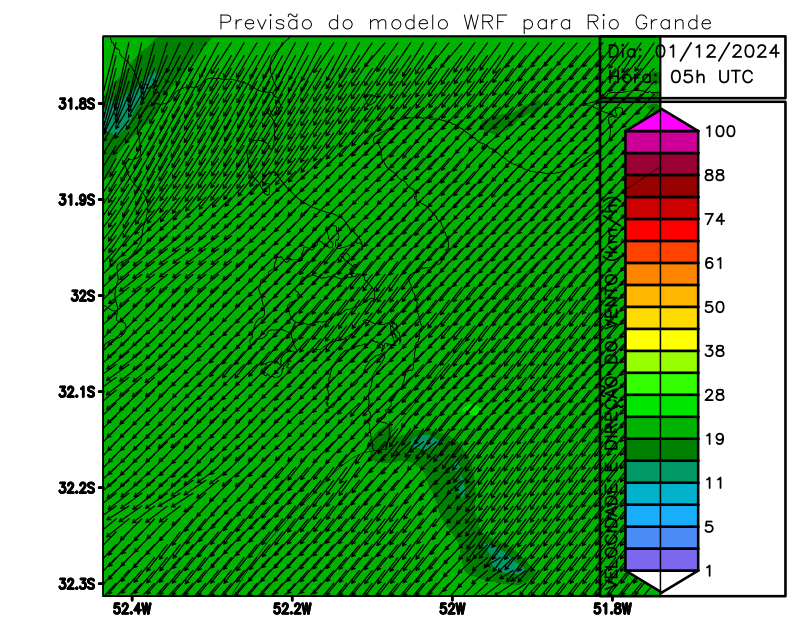 Previsão do modelo WRF para Rio Grande
Dia: 01/12/2024
Hora: 05h UTC
VELOCIDADE E DIREÇÃO DO VENTO (km/h)
100
88
74
61
50
38
28
19
11
5
1
31.8S
31.9S
32S
32.1S
32.2S
32.3S
52.4W 52.2W 52W 51.8W